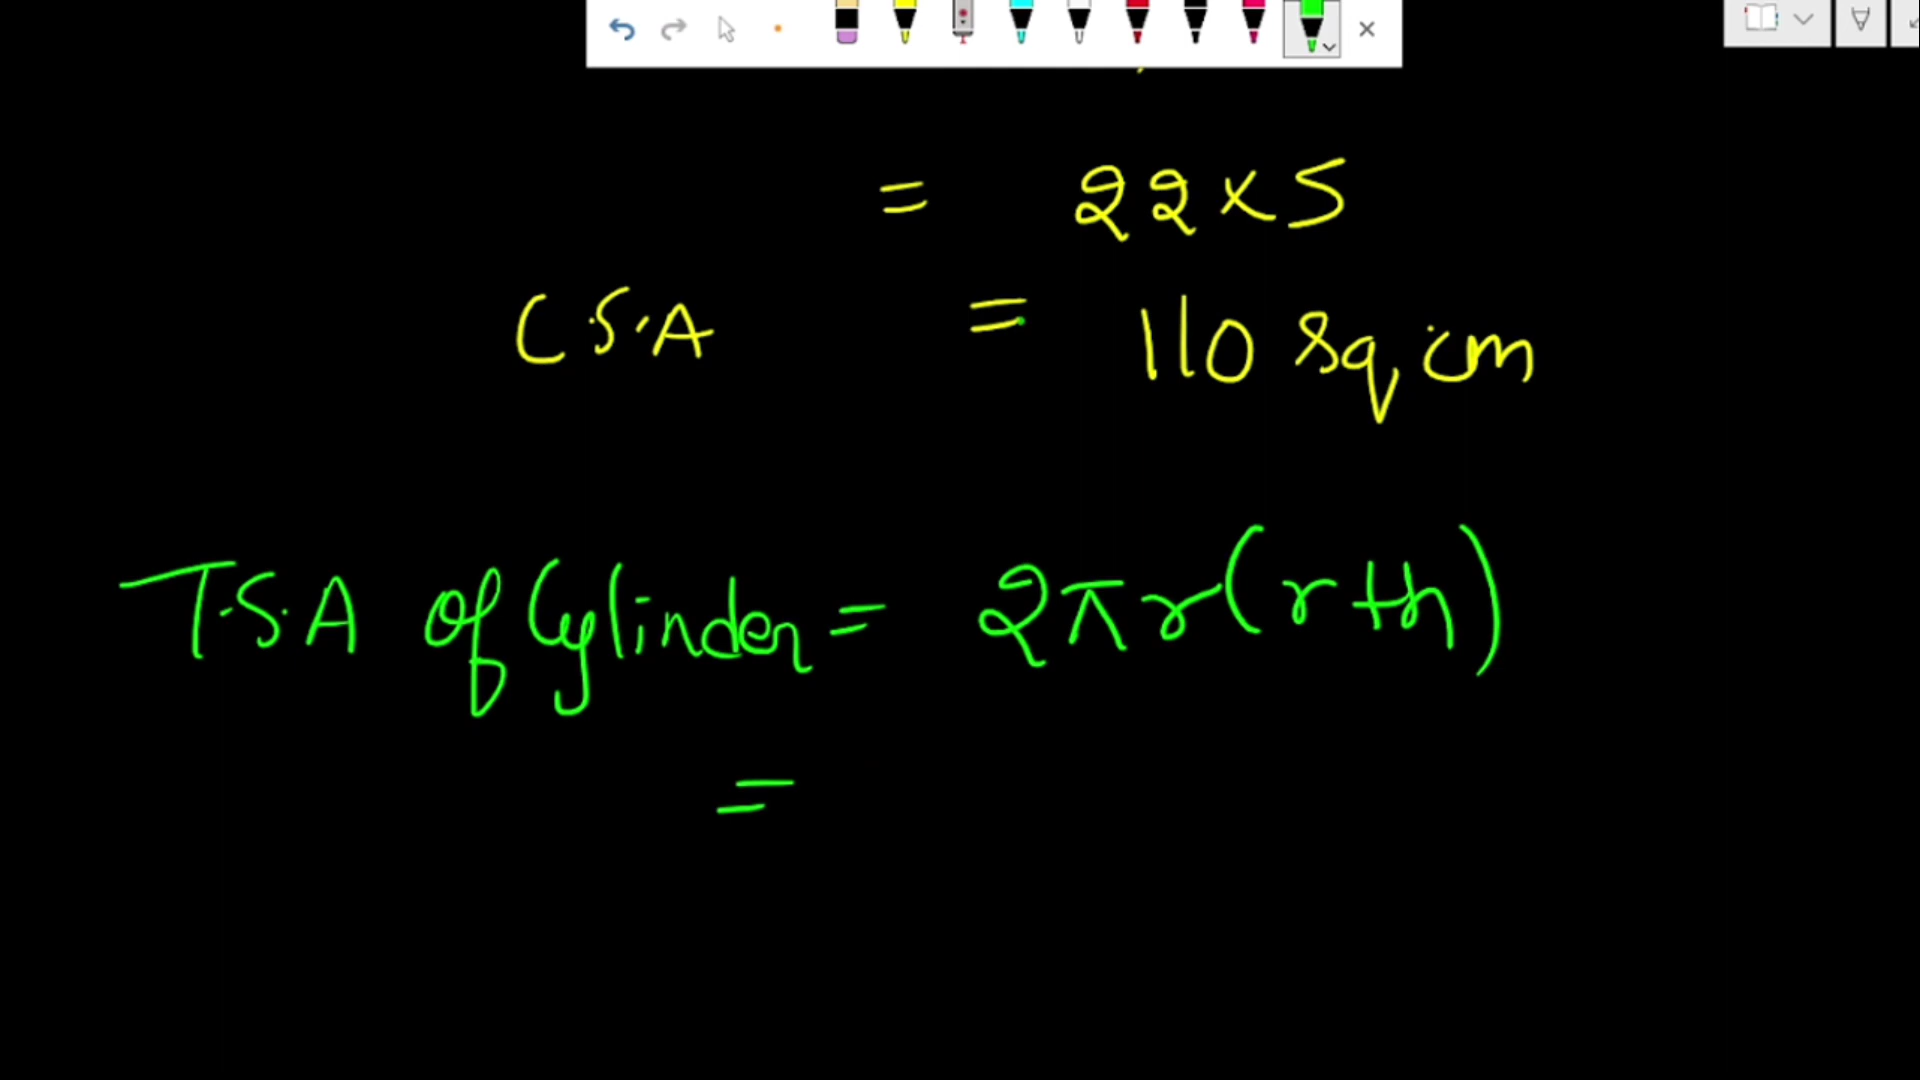 = 22×5
C.S.A = 110 sq cm
T.S.A of Cylinder = 2πr(r+h)
=